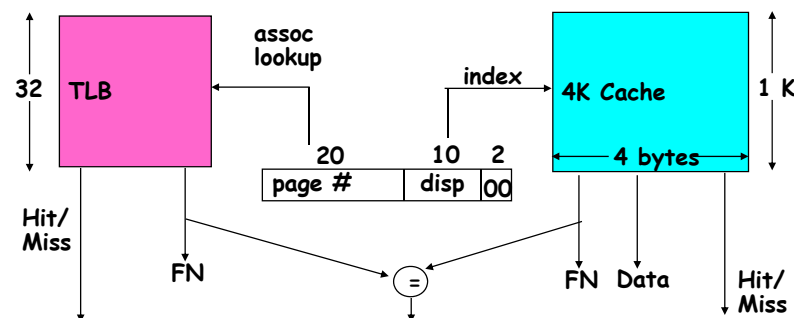 assoc
lookup
32
TLB
index
4K Cache
1 K
20
10
2
4 bytes
page #
disp
00
Hit/
Miss
FN
=
FN
Data
Hit/
Miss